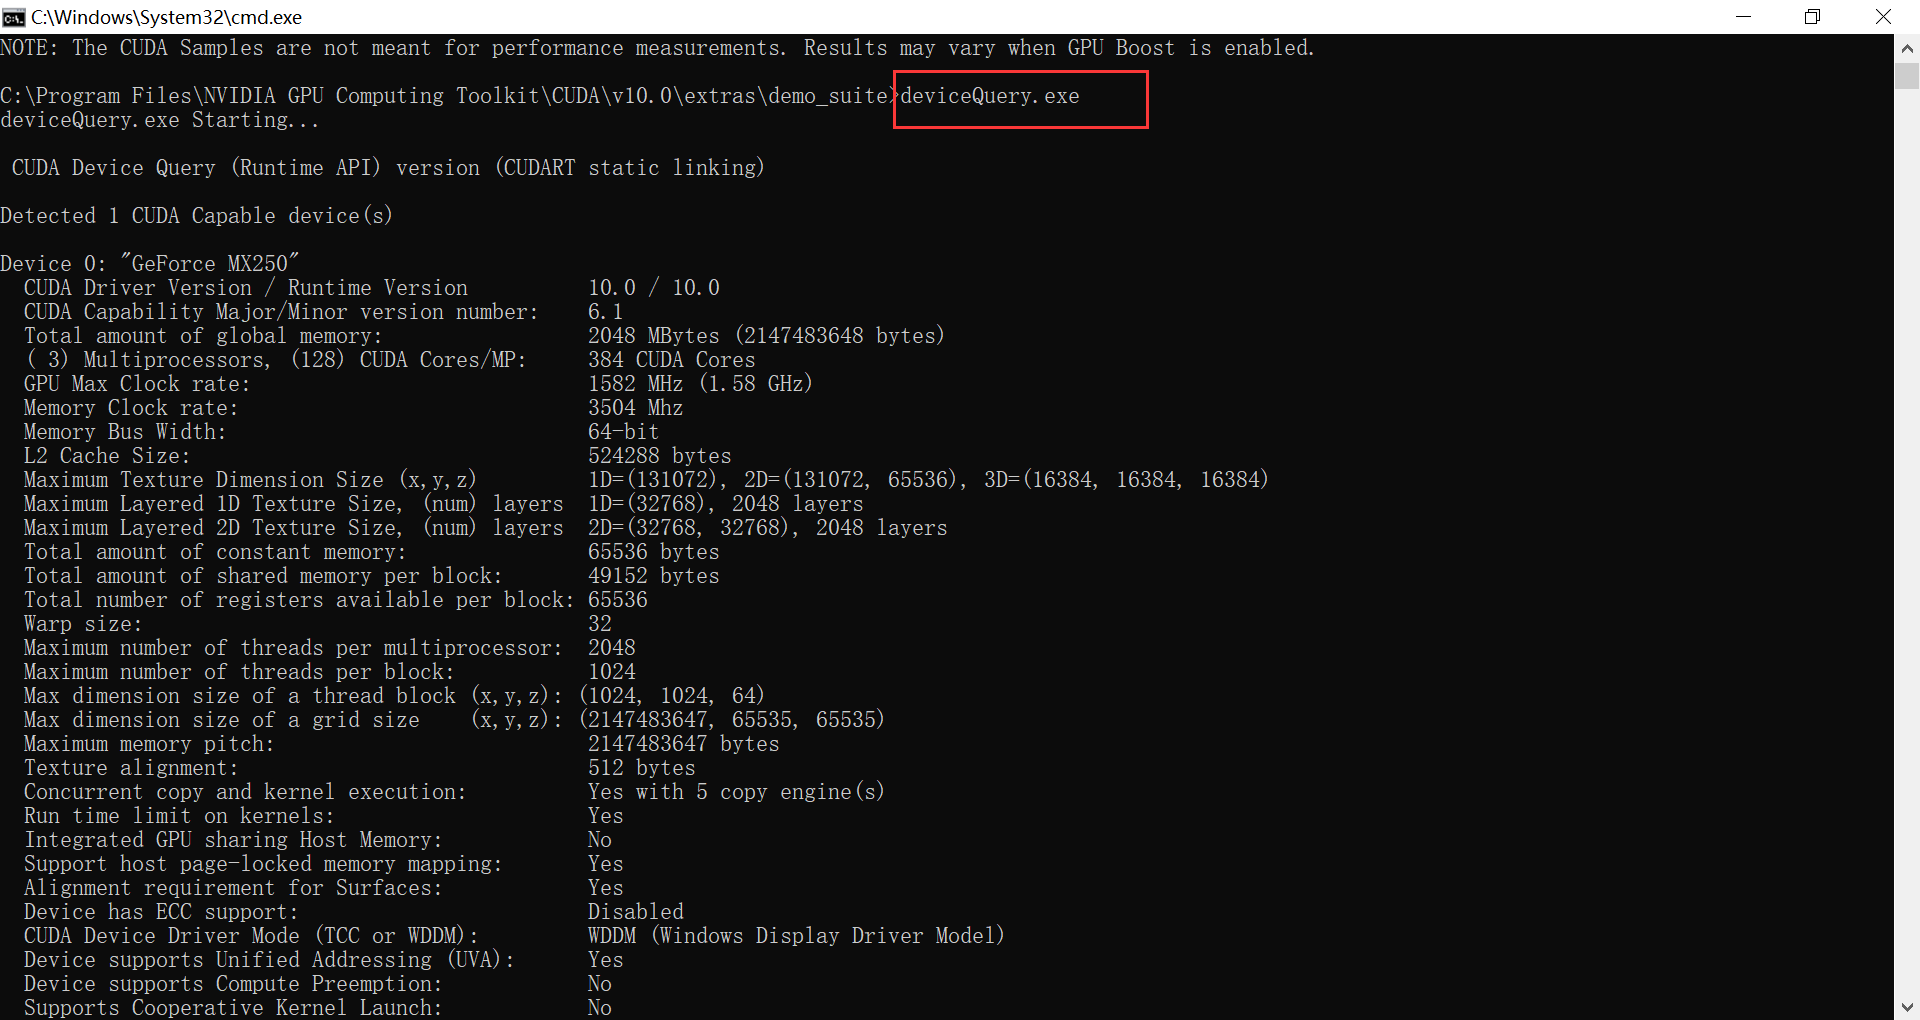 C:\Windows\System32\cmd.exe
NOTE: The CUDA Samples are not meant for performance measurements. Results may vary when GPU Boost is enabled.
C:\Program Files\NVIDIA GPU Computing Toolkit\CUDA\v10.0\extras\demo_suite>deviceQuery.exe
deviceQuery.exe Starting...
CUDA Device Query (Runtime API) version (CUDART static linking)
Detected 1 CUDA Capable device(s)
Device 0: "GeForce MX250"
CUDA Driver Version / Runtime Version 10.0 / 10.0
CUDA Capability Major/Minor version number: 6.1
Total amount of global memory: 2048 MBytes (2147483648 bytes)
( 3) Multiprocessors, (128) CUDA Cores/MP: 384 CUDA Cores
GPU Max Clock rate: 1582 MHz (1.58 GHz)
Memory Clock rate: 3504 Mhz
Memory Bus Width: 64-bit
L2 Cache Size: 524288 bytes
Maximum Texture Dimension Size (x,y,z) 1D=(131072), 2D=(131072, 65536), 3D=(16384, 16384, 16384)
Maximum Layered 1D Texture Size, (num) layers 1D=(32768), 2048 layers
Maximum Layered 2D Texture Size, (num) layers 2D=(32768, 32768), 2048 layers
Total amount of constant memory: 65536 bytes
Total amount of shared memory per block: 49152 bytes
Total number of registers available per block: 65536
Warp size: 32
Maximum number of threads per multiprocessor: 2048
Maximum number of threads per block: 1024
Max dimension size of a thread block (x,y,z): (1024, 1024, 64)
Max dimension size of a grid size (x,y,z): (2147483647, 65535, 65535)
Maximum memory pitch: 2147483647 bytes
Texture alignment: 512 bytes
Concurrent copy and kernel execution: Yes with 5 copy engine(s)
Run time limit on kernels: Yes
Integrated GPU sharing Host Memory: No
Support host page-locked memory mapping: Yes
Alignment requirement for Surfaces: Yes
Device has ECC support: Disabled
CUDA Device Driver Mode (TCC or WDDM): WDDM (Windows Display Driver Model)
Device supports Unified Addressing (UVA): Yes
Device supports Compute Preemption: No
Supports Cooperative Kernel Launch: No